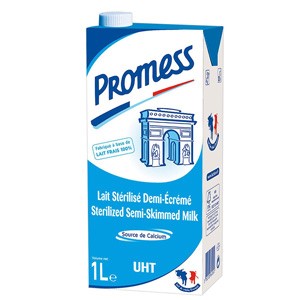 Promess
Fabriqué à base de
LAIT FRAIS 100%
Lait Stérilisé Demi-Écrémé
Sterilized Semi-Skimmed Milk
Source de Calcium
1L e
UHT